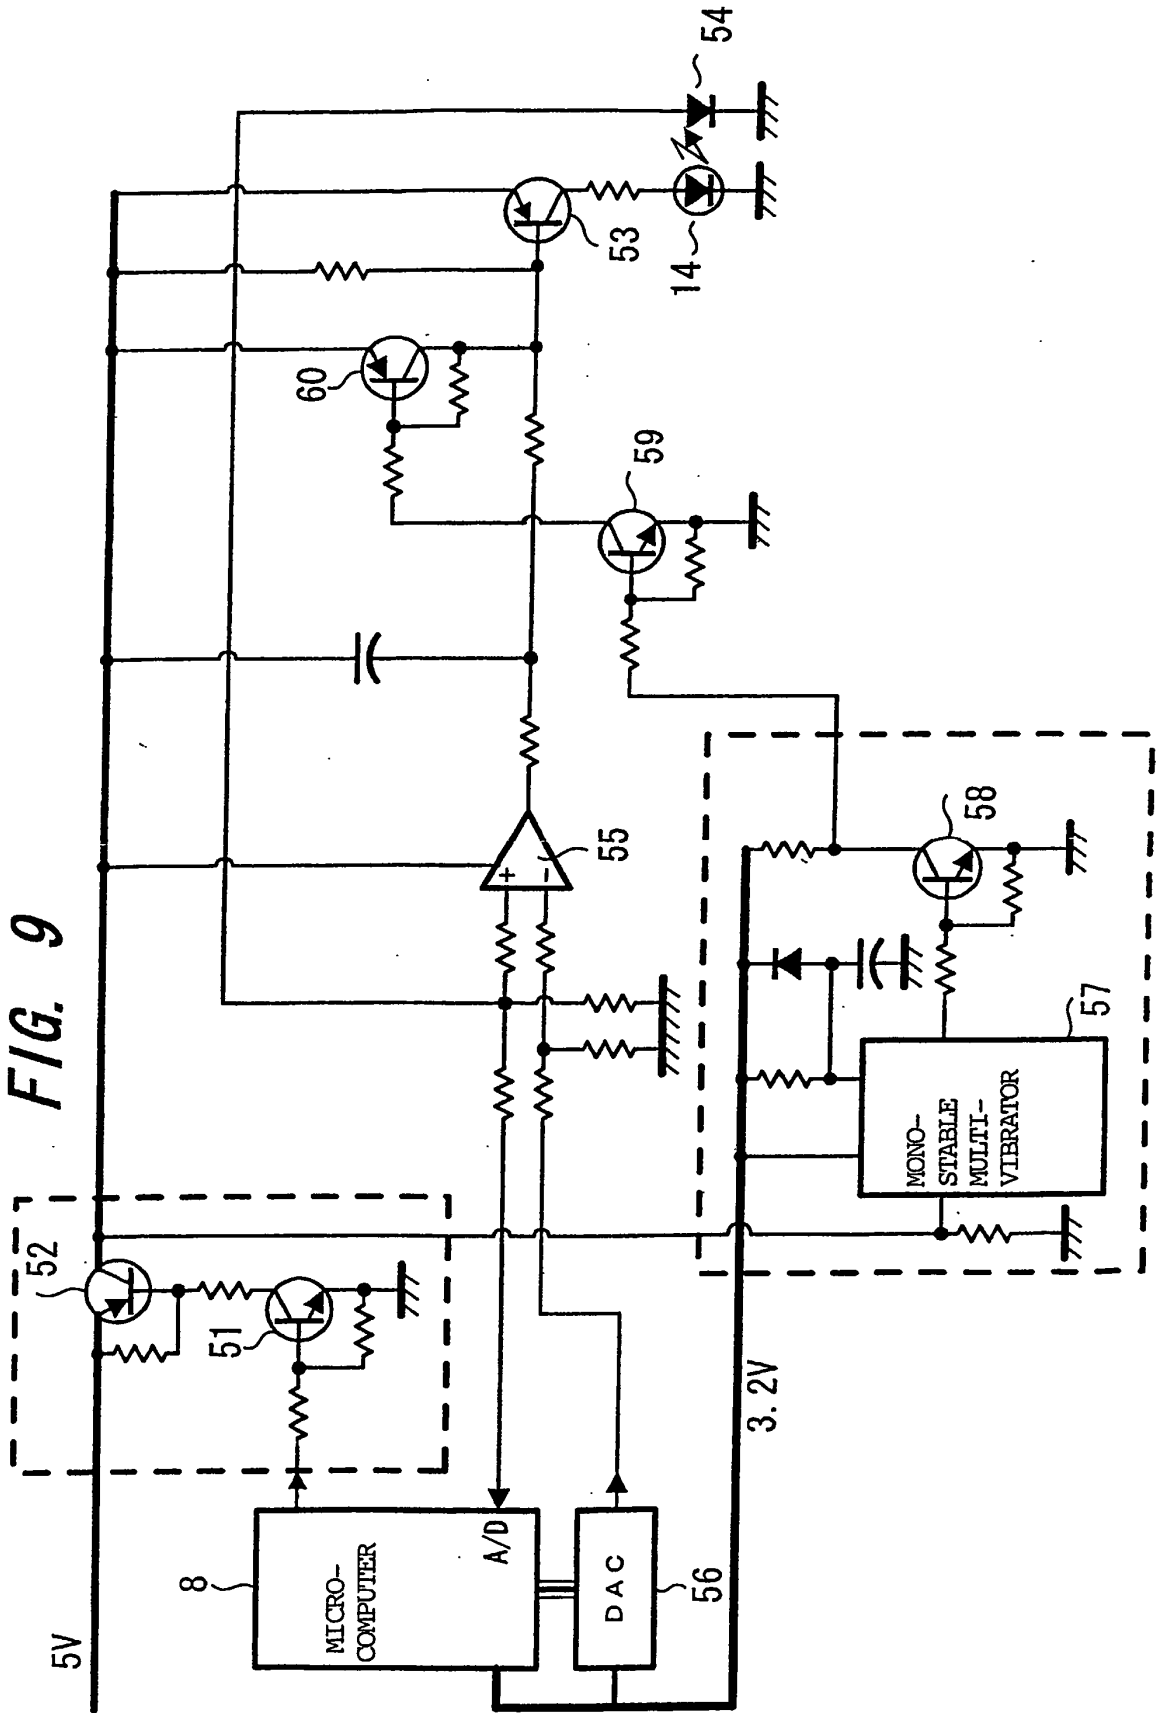 FIG. 9
5V
52
51
8
MICRO-
COMPUTER
A/D
DAC
56
3.2V
MONO-
STABLE
MULTI-
VIBRATOR
57
58
+
-
55
59
60
53
14
54